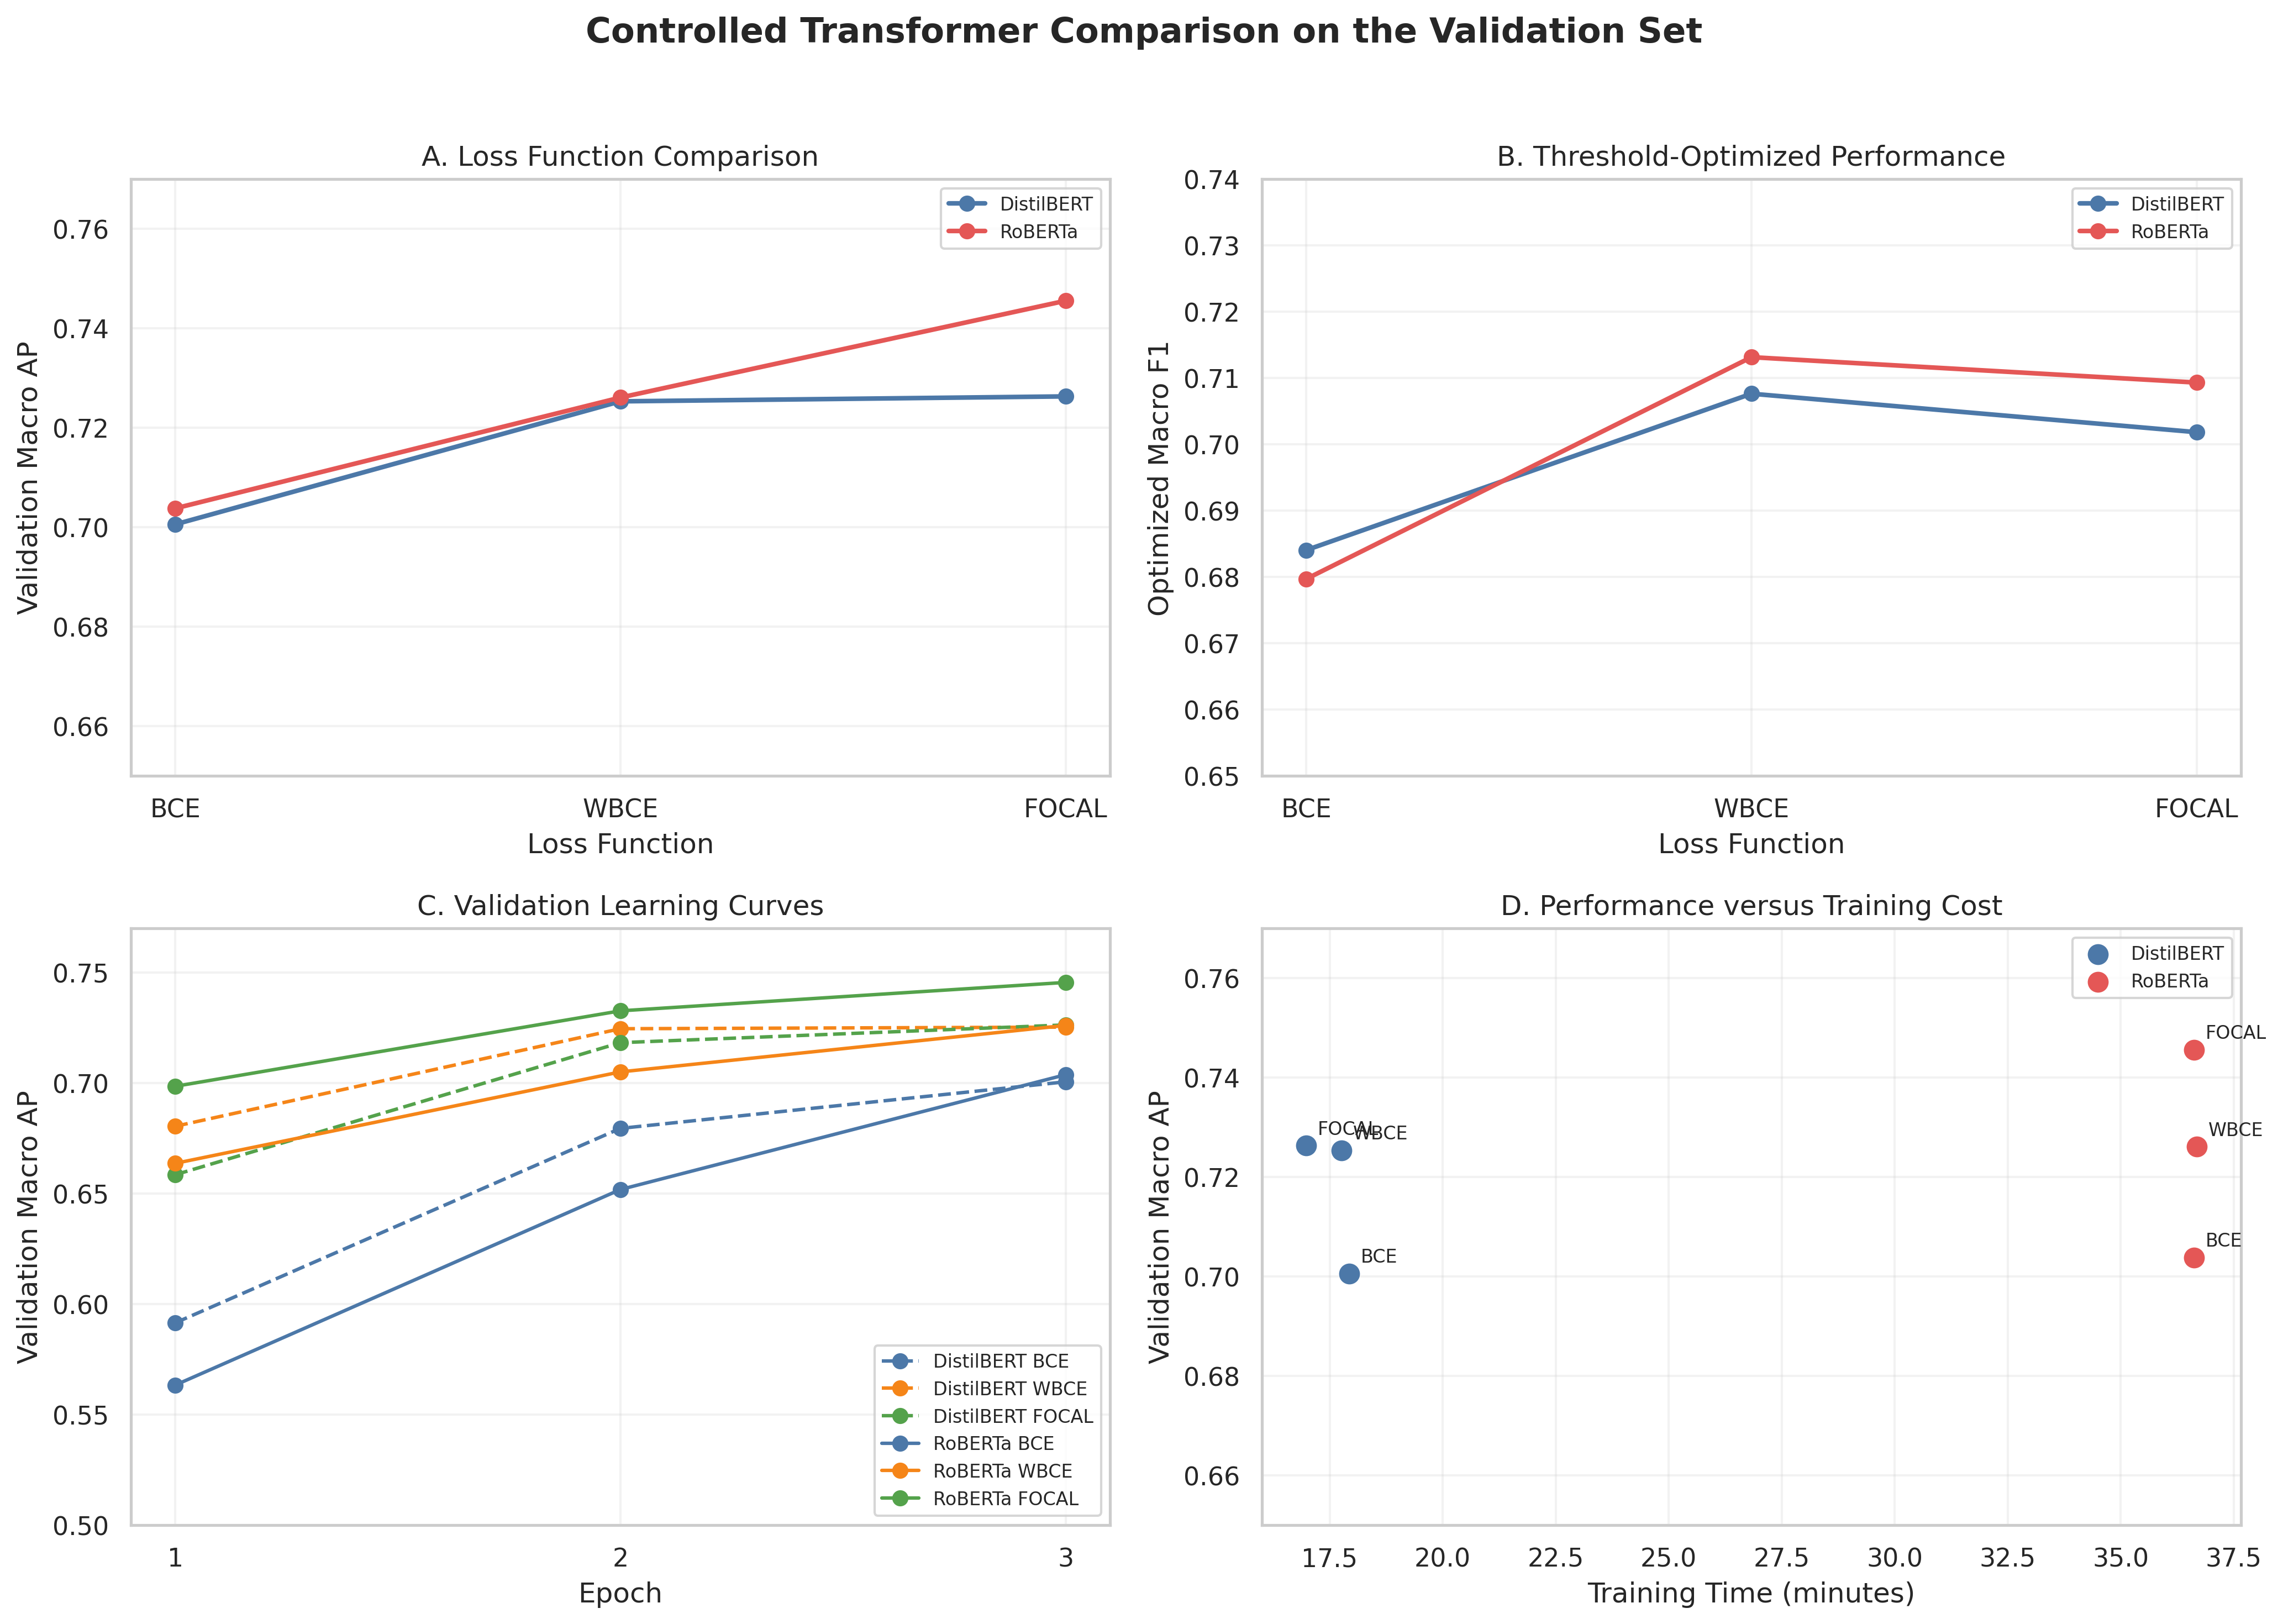 Controlled Transformer Comparison on the Validation Set
A. Loss Function Comparison
Validation Macro AP
0.76
0.74
0.72
0.70
0.68
0.66
DistilBERT
RoBERTa
BCE
WBCE
FOCAL
Loss Function
B. Threshold-Optimized Performance
Optimized Macro F1
0.74
0.73
0.72
0.71
0.70
0.69
0.68
0.67
0.66
0.65
DistilBERT
RoBERTa
BCE
WBCE
FOCAL
Loss Function
C. Validation Learning Curves
Validation Macro AP
0.75
0.70
0.65
0.60
0.55
0.50
DistilBERT BCE
DistilBERT WBCE
DistilBERT FOCAL
RoBERTa BCE
RoBERTa WBCE
RoBERTa FOCAL
1
2
3
Epoch
D. Performance versus Training Cost
Validation Macro AP
0.76
0.74
0.72
0.70
0.68
0.66
DistilBERT
RoBERTa
FOCAL
WBCE
BCE
FOCAL
WBCE
BCE
17.5
20.0
22.5
25.0
27.5
30.0
32.5
35.0
37.5
Training Time (minutes)